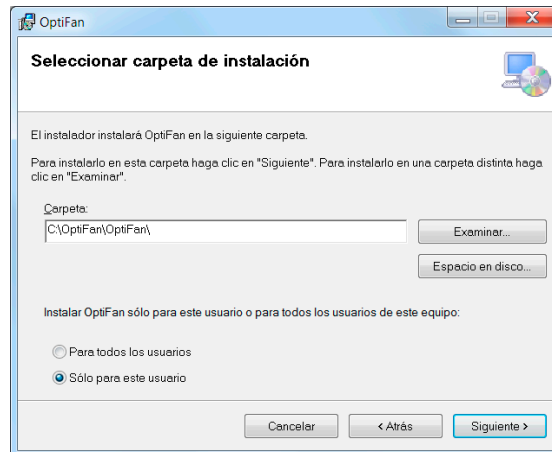 OptiFan
Seleccionar carpeta de instalación
El instalador instalará OptiFan en la siguiente carpeta.
Para instalarlo en esta carpeta haga clic en "Siguiente". Para instalarlo en una carpeta distinta haga
clic en "Examinar".
Carpeta:
C:\OptiFan\OptiFan\
Examinar...
Espacio en disco...
Instalar OptiFan sólo para este usuario o para todos los usuarios de este equipo:
Para todos los usuarios
Sólo para este usuario
Cancelar < Atrás Siguiente >